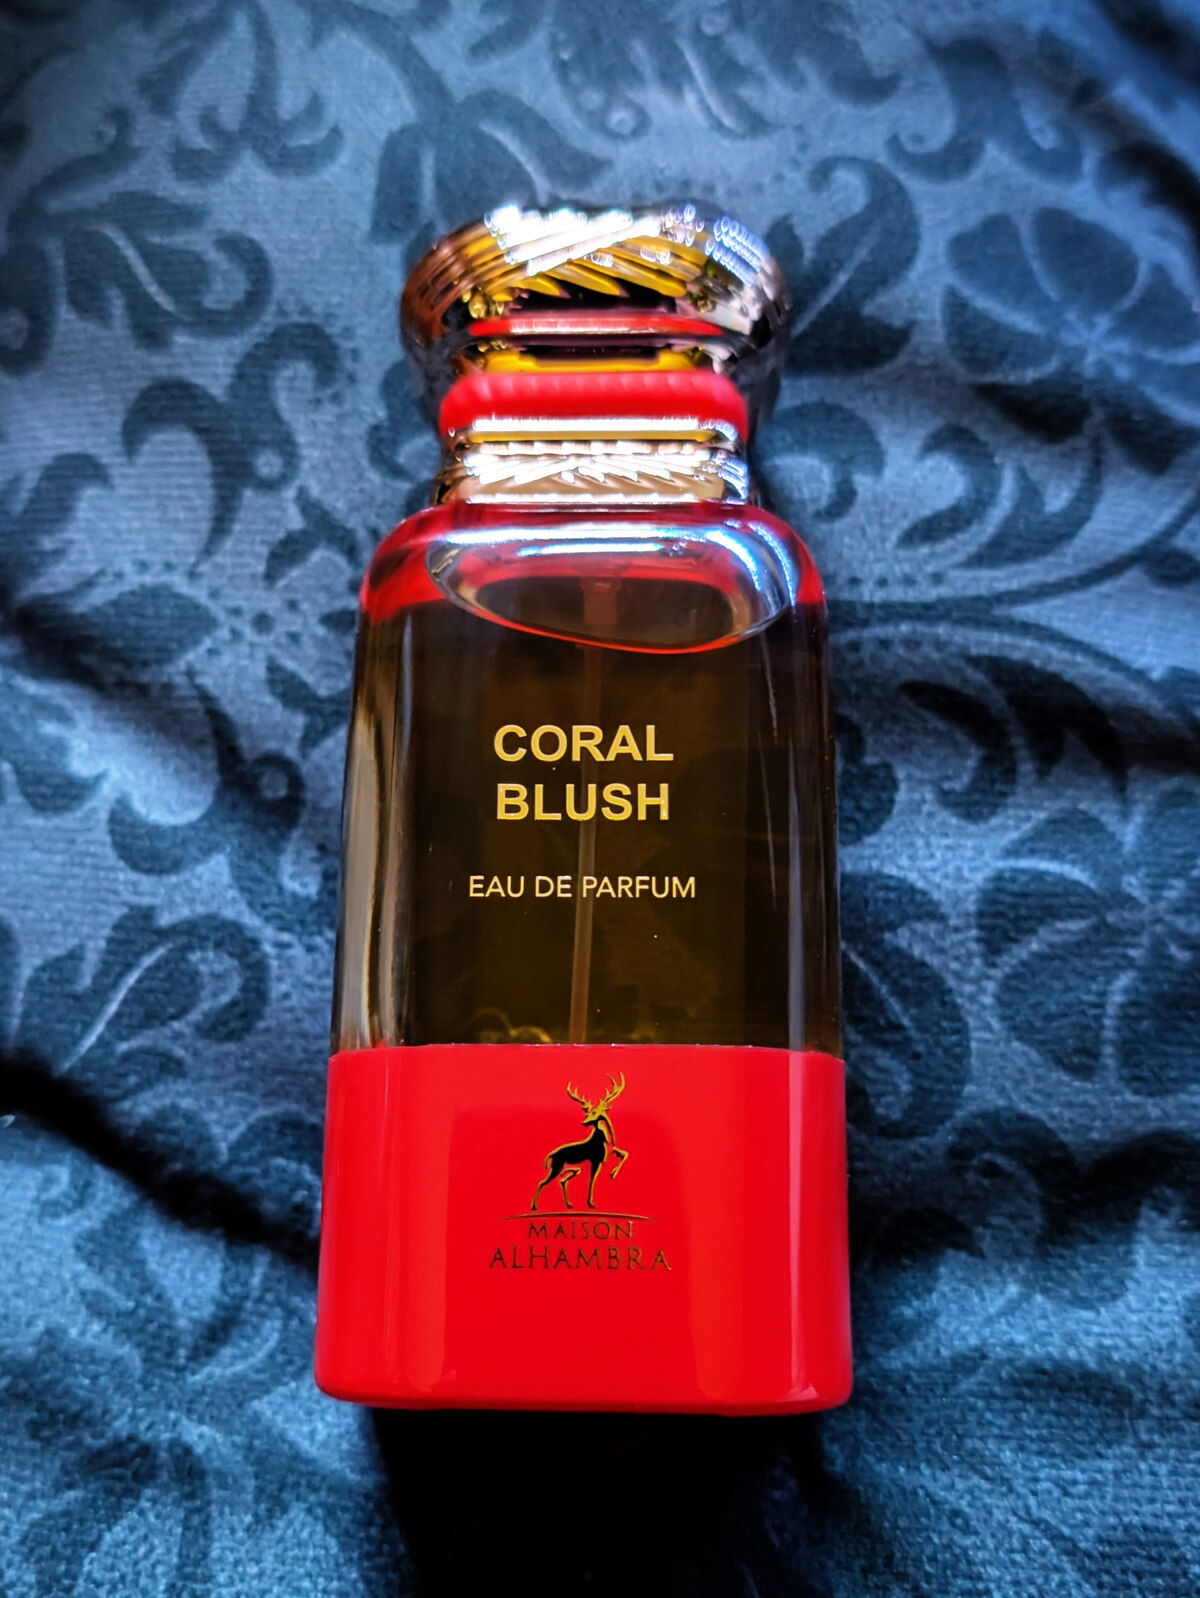 CORAL
BLUSH
EAU DE PARFUM
MAISON
ALHAMBRA